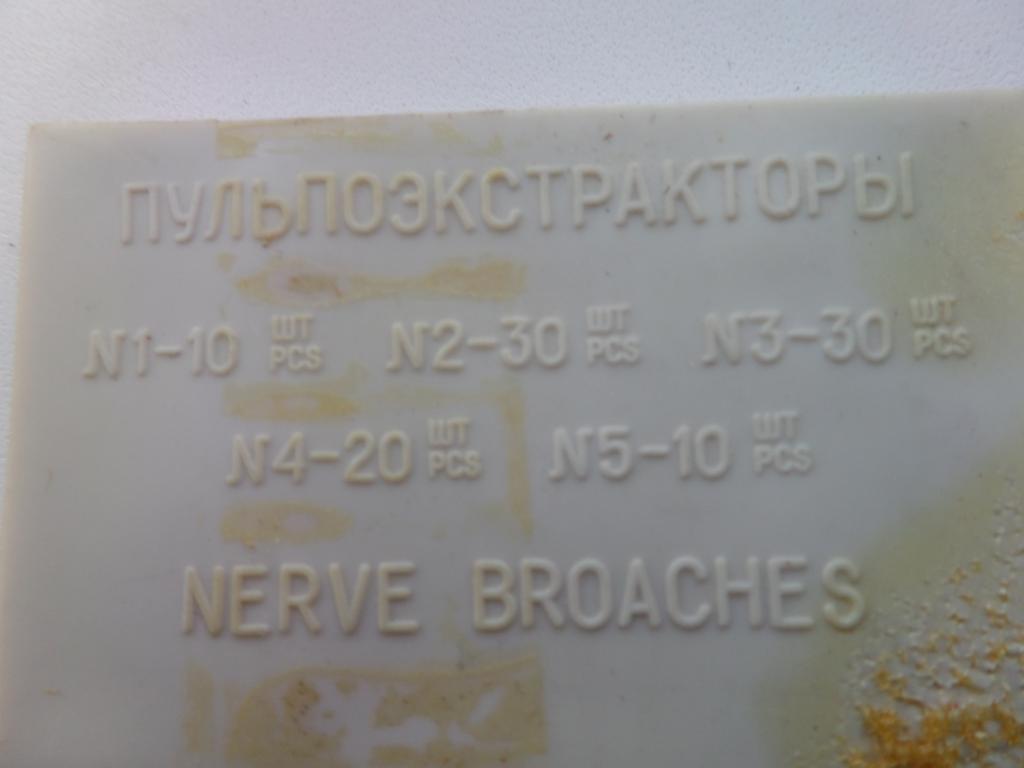 ПУЛЬПОЭКСТРАКТОРЫ
N1-10 ШТ PCS N2-30 ШТ PCS N3-30 ШТ PCS
N4-20 ШТ PCS N5-10 ШТ PCS
NERVE BROACHES